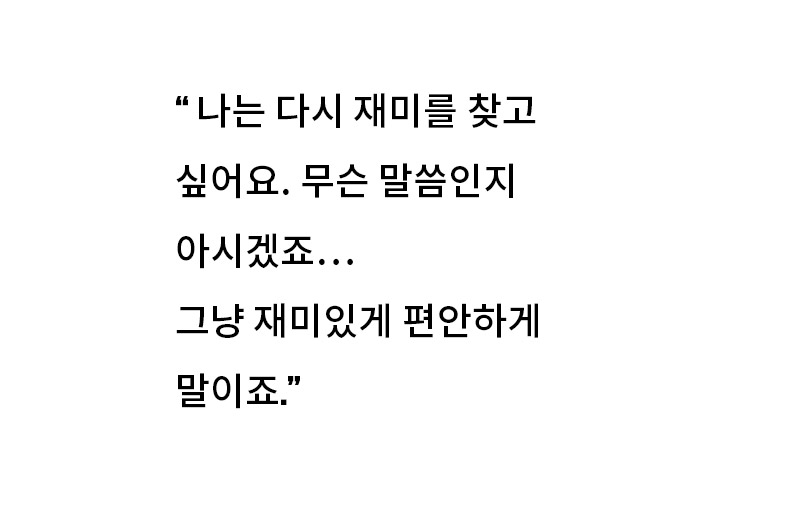 “ 나는 다시 재미를 찾고
싶어요. 무슨 말씀인지
아시겠죠…
그냥 재미있게 편안하게
말이죠.”